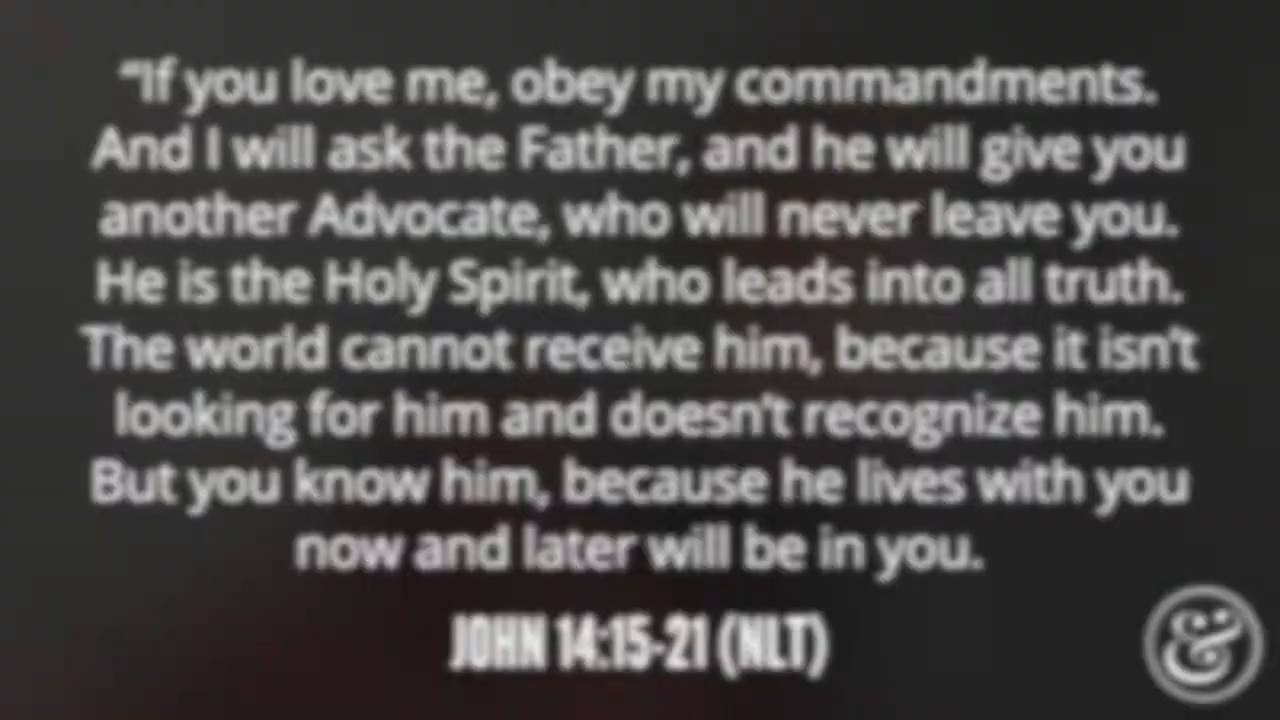 “If you love me, obey my commandments.
And I will ask the Father, and he will give you
another Advocate, who will never leave you.
He is the Holy Spirit, who leads into all truth.
The world cannot receive him, because it isn’t
looking for him and doesn’t recognize him.
But you know him, because he lives with you
now and later will be in you.
JOHN 14:15-21 (NLT)
&